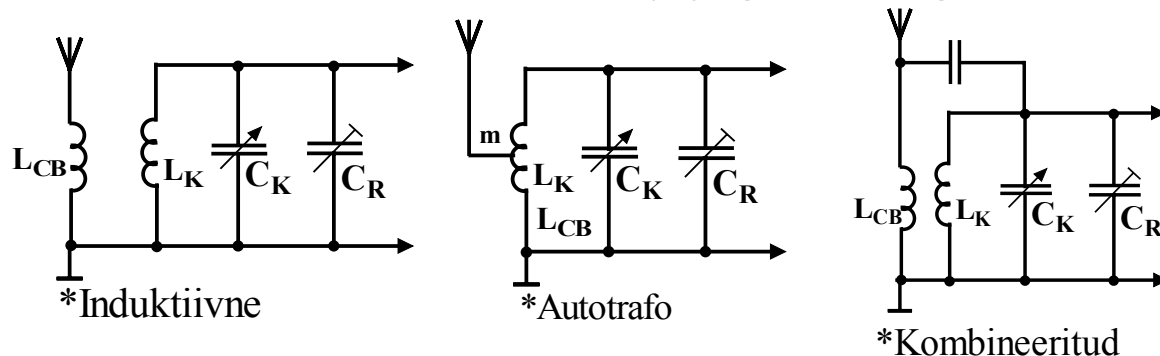 L_CB L_K C_K C_R
*Induktiivne
m
L_K C_K C_R
L_CB
*Autotrafo
L_CB L_K C_K C_R
*Kombineeritud